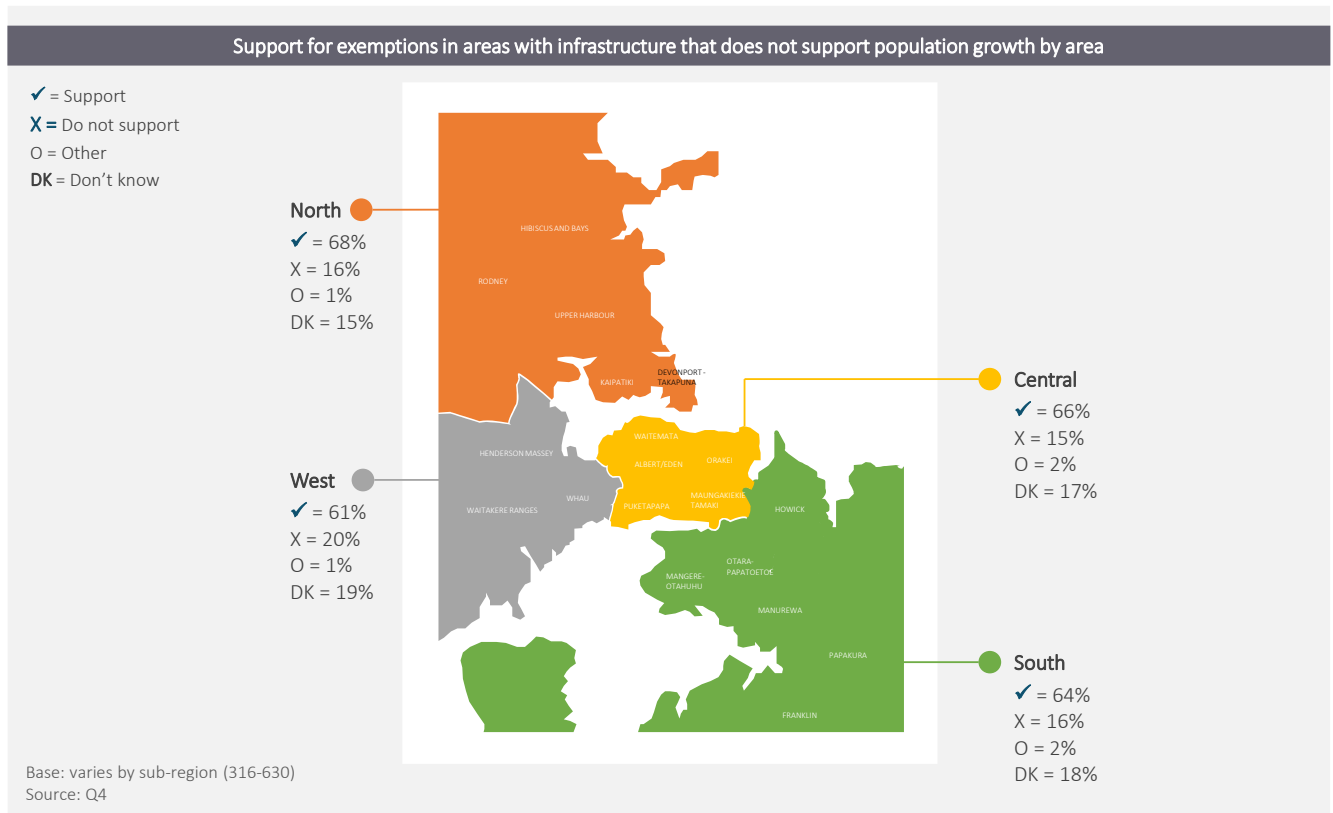 Support for exemptions in areas with infrastructure that does not support population growth by area
✓ = Support
X = Do not support
O = Other
DK = Don't know
North
✓ = 68%
X = 16%
O = 1%
DK = 15%
HIBISCUS AND BAYS
RODNEY
UPPER HARBOUR
KAIPATIKI
DEVONPORT -
TAKAPUNA
Central
✓ = 66%
X = 15%
O = 2%
DK = 17%
WAITEMATA
ALBERT/EDEN
ORAKEI
MAUNGAKIEKIE
TAMAKI
PUKETAPAPA
West
✓ = 61%
X = 20%
O = 1%
DK = 19%
HENDERSON MASSEY
WHAU
WAITAKERE RANGES
HOWICK
OTARA-
PAPATOETOE
MANGERE-
OTAHUHU
MANUREWA
PAPAKURA
FRANKLIN
South
✓ = 64%
X = 16%
O = 2%
DK = 18%
Base: varies by sub-region (316-630)
Source: Q4